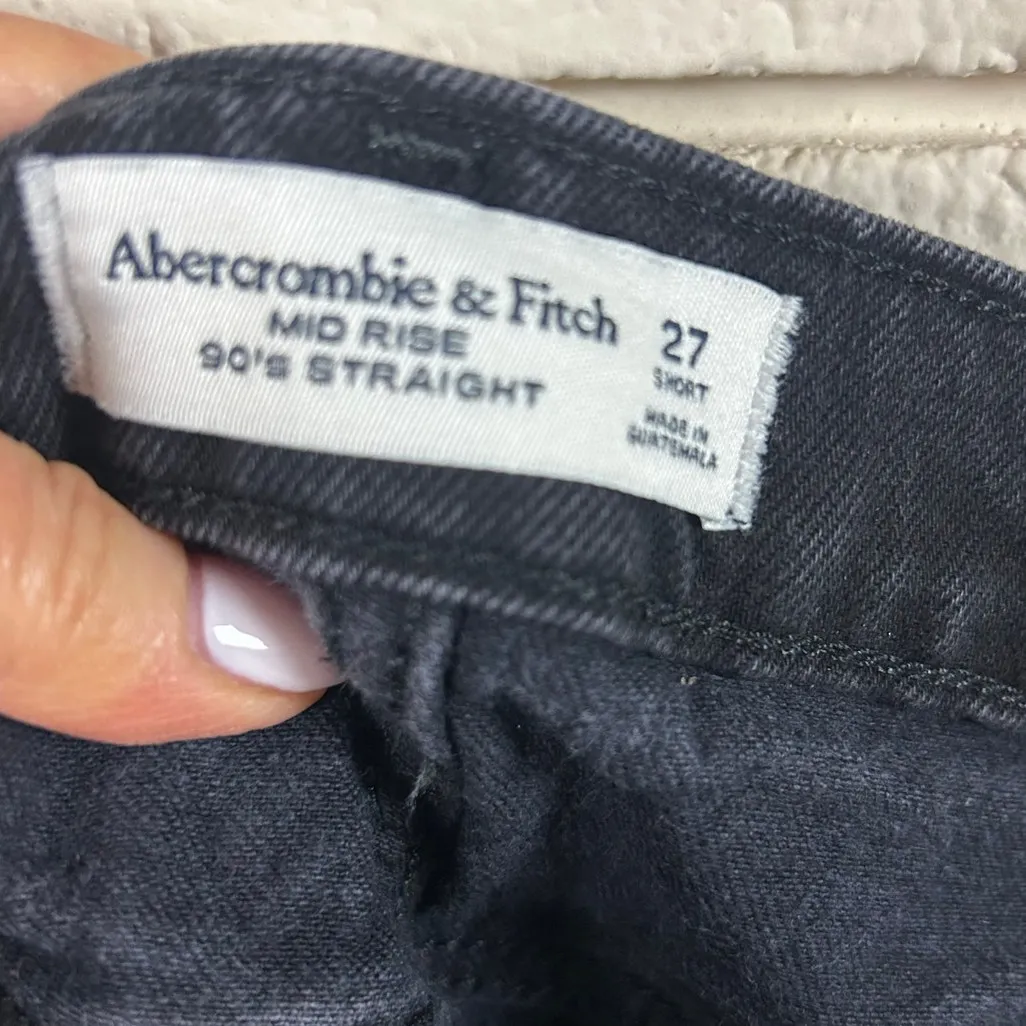 Abercrombie & Fitch
MID RISE
90's STRAIGHT
27
SHORT
MADE IN
GUATEMALA